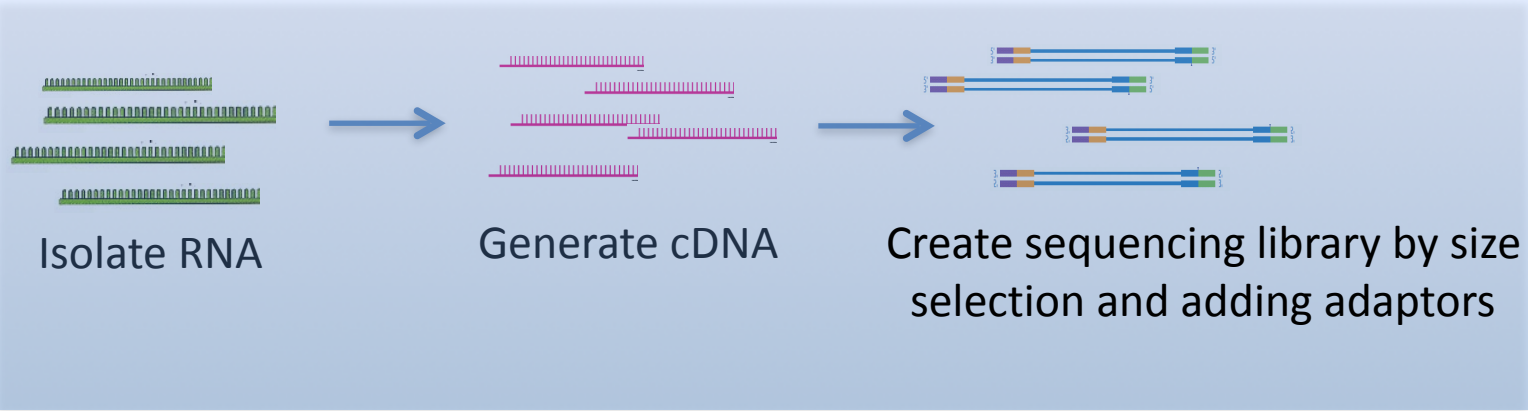 Isolate RNA
Generate cDNA
Create sequencing library by size
selection and adding adaptors